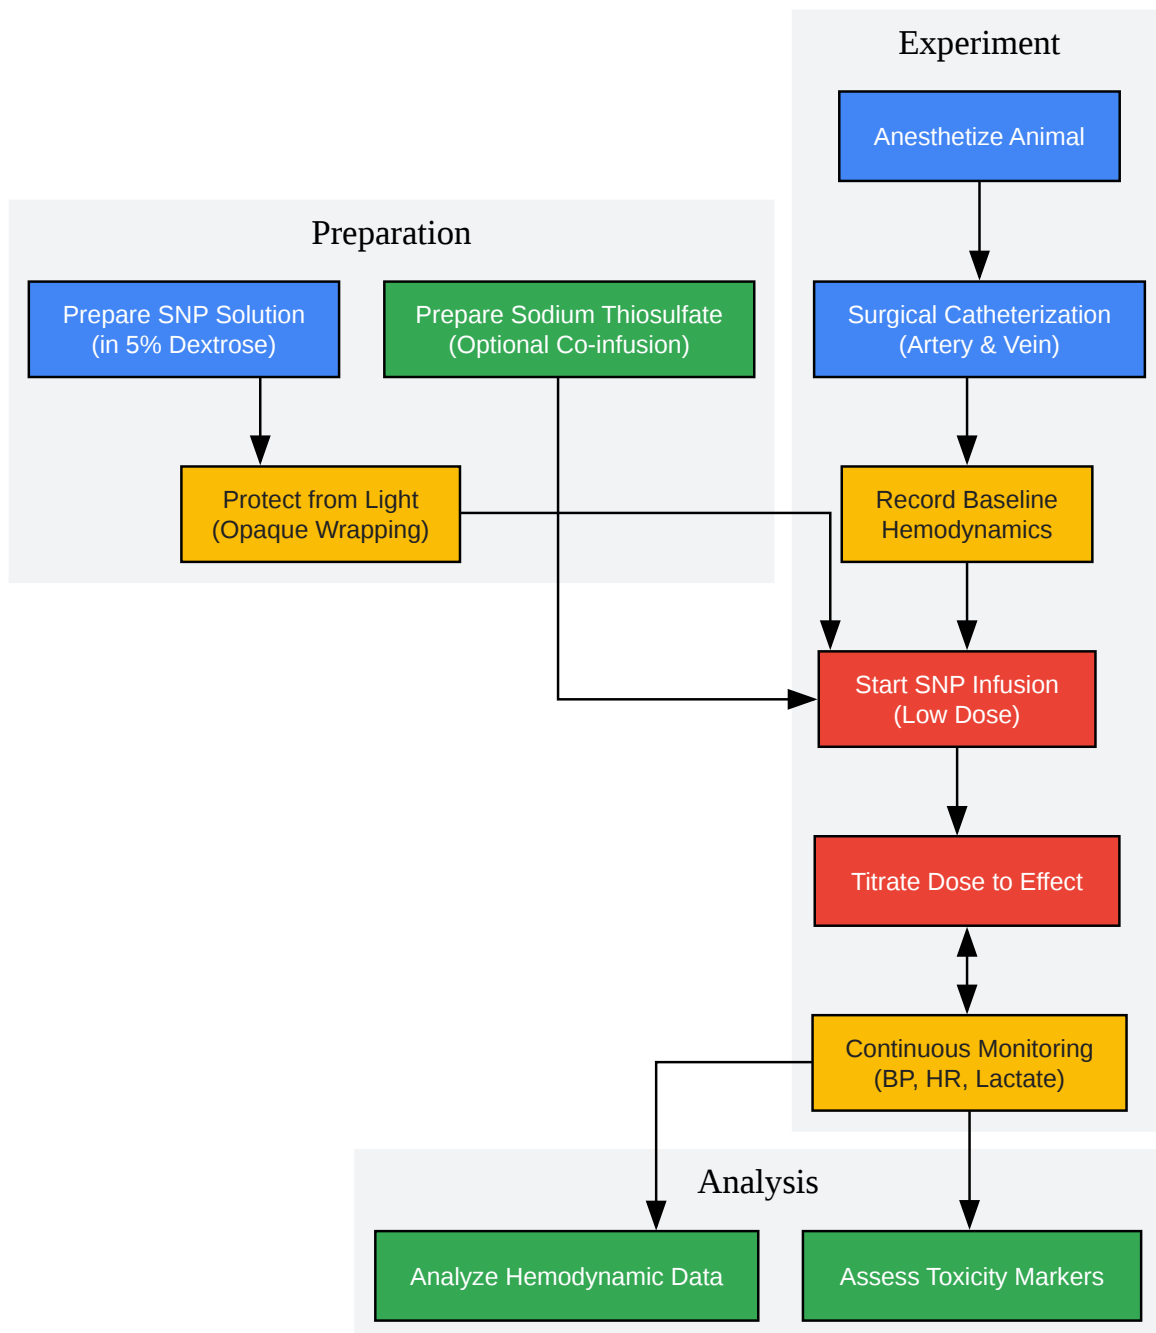 Experiment
Anesthetize Animal
Preparation
Prepare SNP Solution
(in 5% Dextrose)
Prepare Sodium Thiosulfate
(Optional Co-infusion)
Surgical Catheterization
(Artery & Vein)
Protect from Light
(Opaque Wrapping)
Record Baseline
Hemodynamics
Start SNP Infusion
(Low Dose)
Titrate Dose to Effect
Continuous Monitoring
(BP, HR, Lactate)
Analysis
Analyze Hemodynamic Data
Assess Toxicity Markers